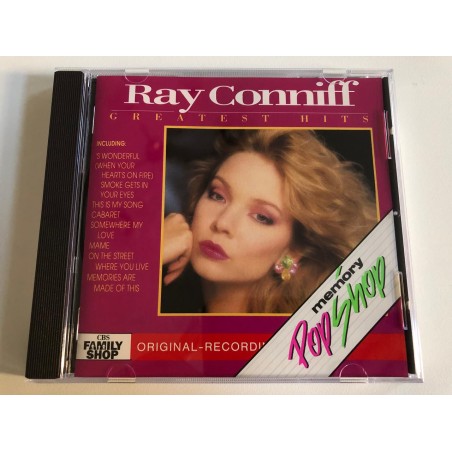 Ray Conniff
GREATEST HITS
INCLUDING:
'S WONDERFUL
(WHEN YOUR
HEARTS ON FIRE)
SMOKE GETS IN
YOUR EYES
THIS IS MY SONG
CABARET
SOMEWHERE MY
LOVE
MAME
ON THE STREET
WHERE YOU LIVE
MEMORIES ARE
MADE OF THIS
memory
Pop Shop
CBS
FAMILY
SHOP
ORIGINAL-RECORDI